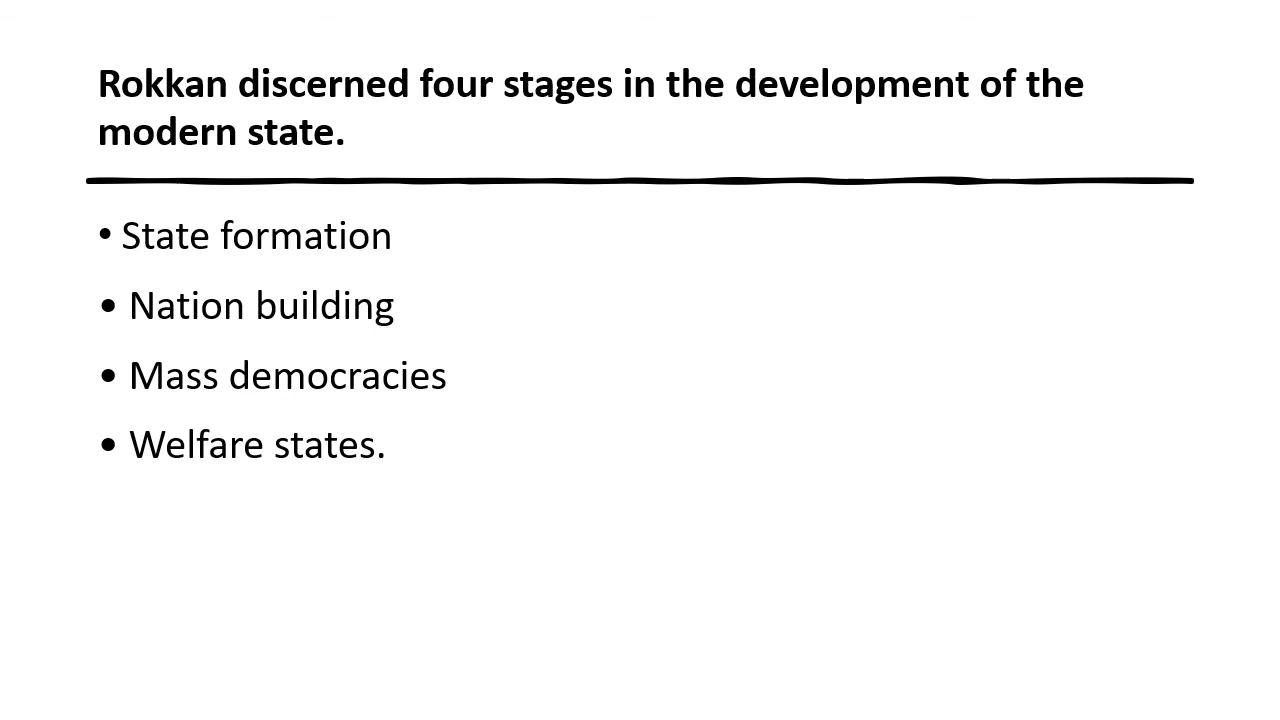 Rokkan discerned four stages in the development of the
modern state.
• State formation
• Nation building
• Mass democracies
• Welfare states.